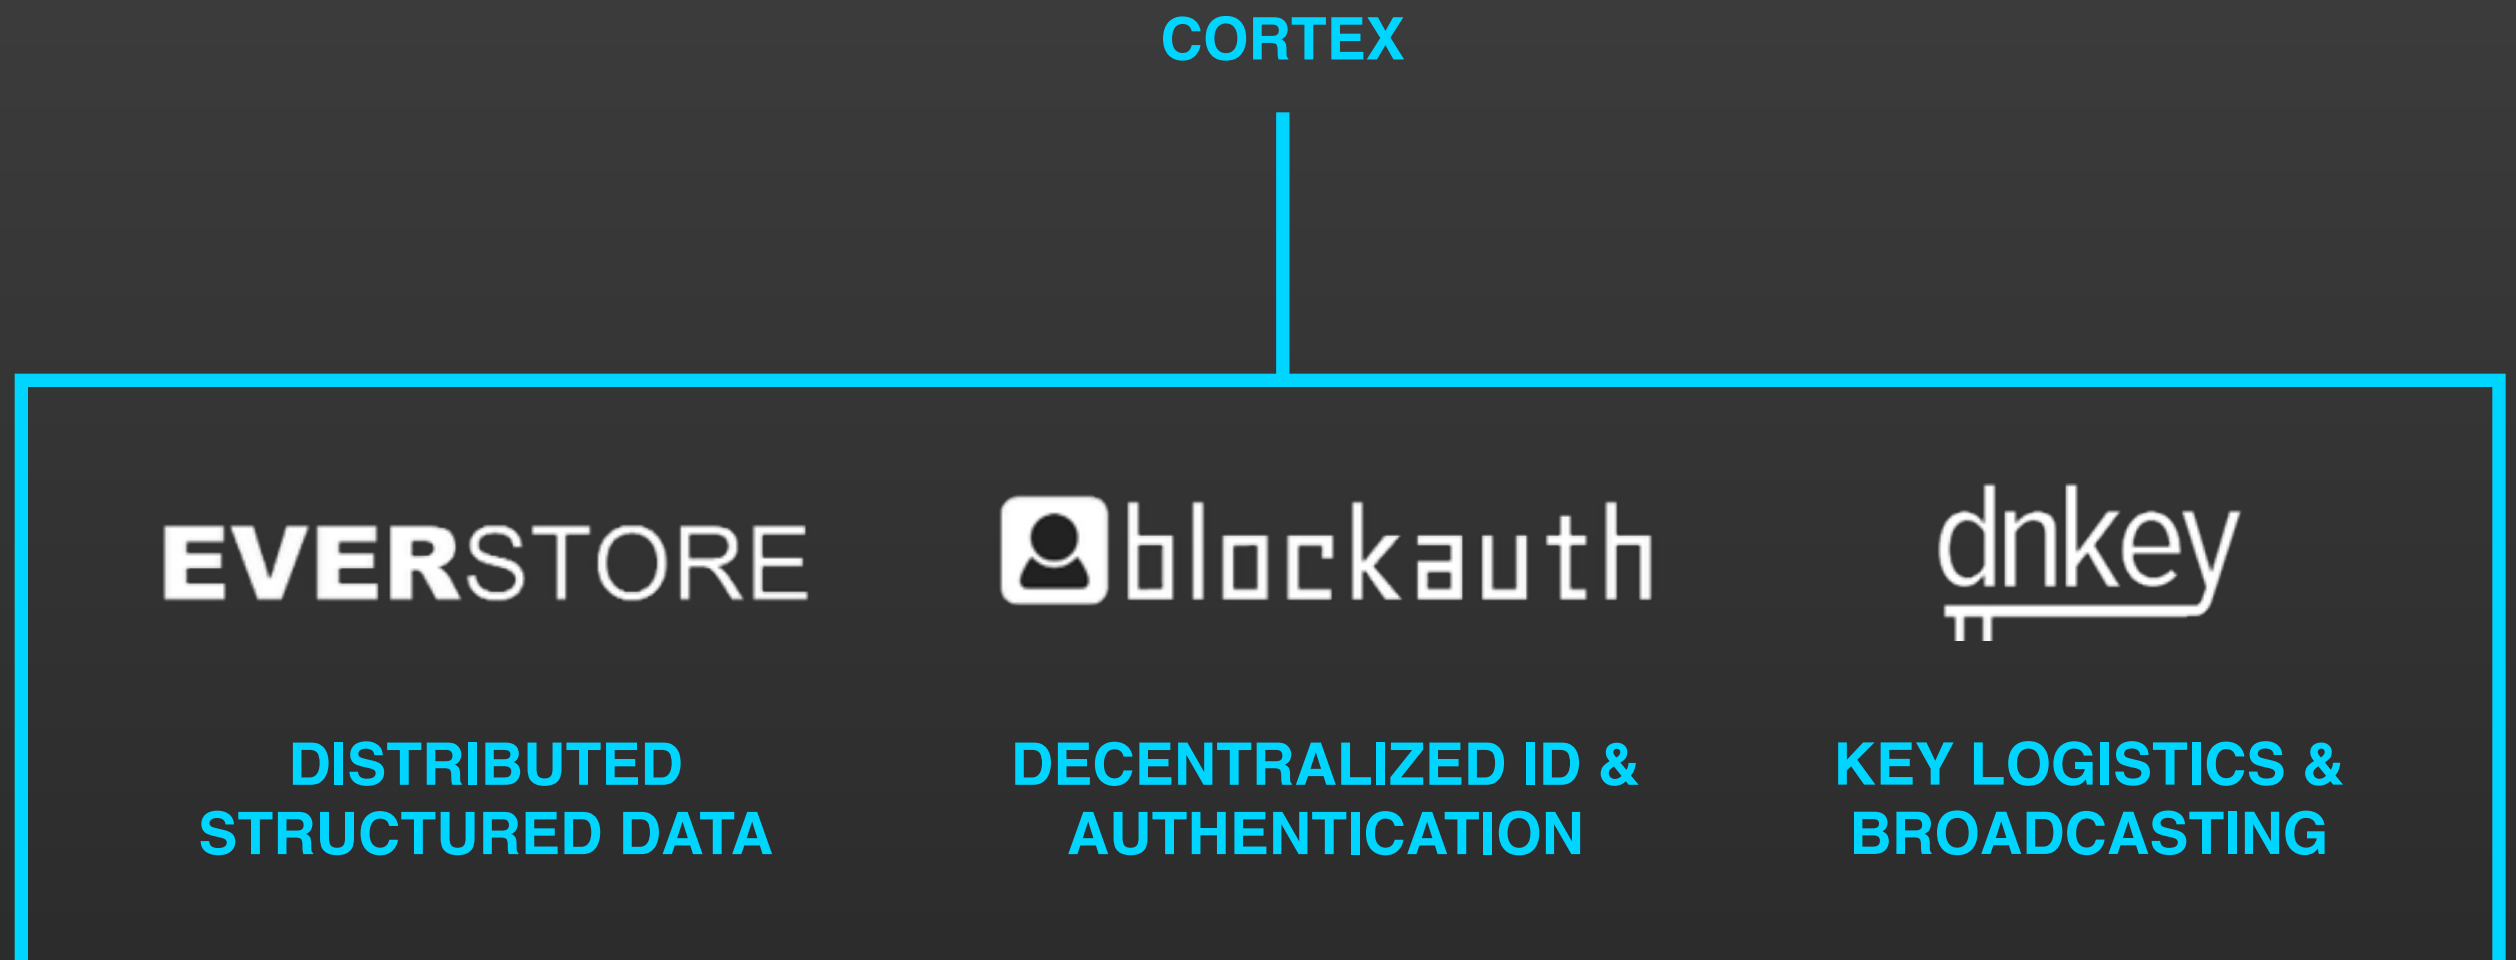 CORTEX
EVERSTORE
blockauth
dnkey
DISTRIBUTED
STRUCTURED DATA
DECENTRALIZED ID &
AUTHENTICATION
KEY LOGISTICS &
BROADCASTING